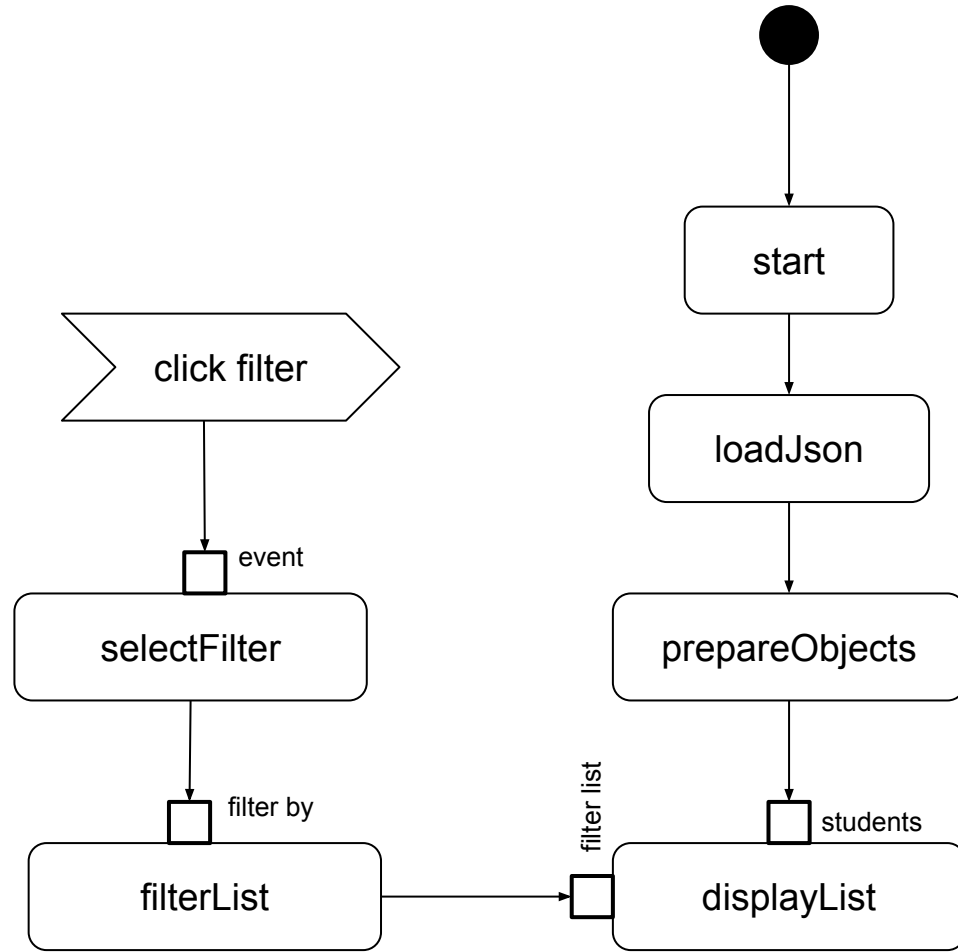 start
click filter
loadJson
event
selectFilter
prepareObjects
filter by
filter list
students
filterList
displayList